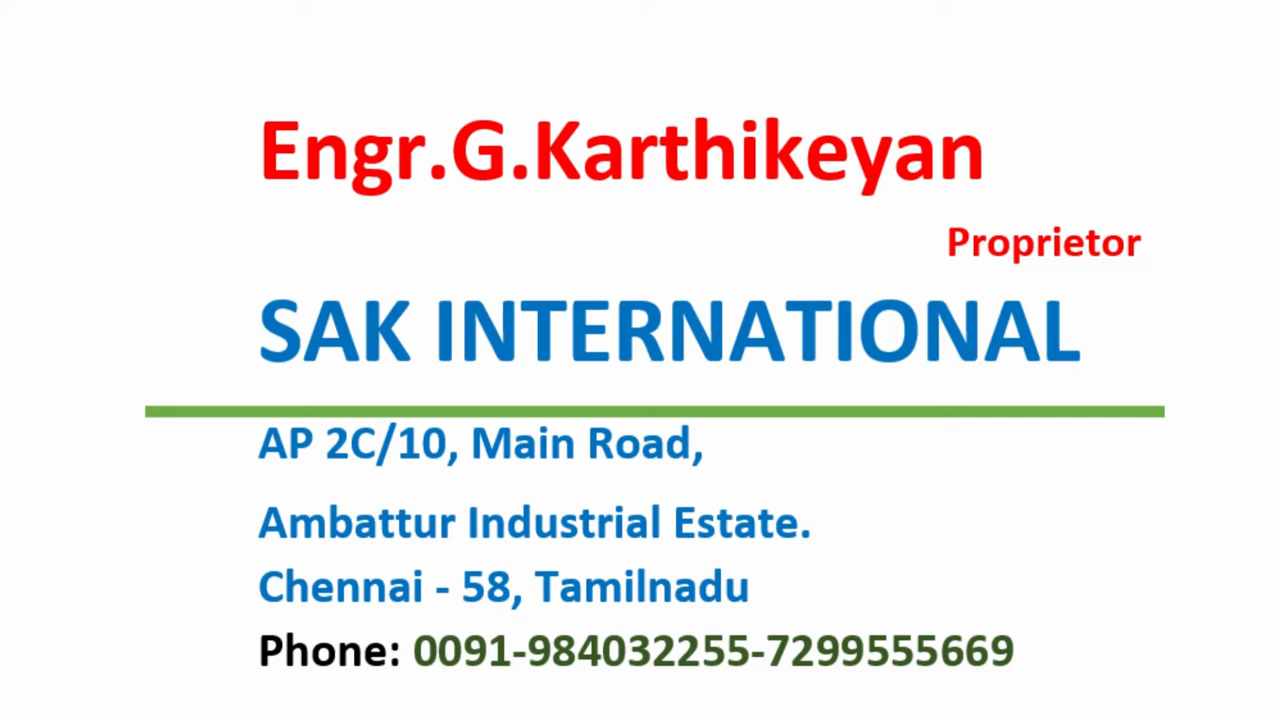 Engr.G.Karthikeyan
Proprietor
SAK INTERNATIONAL
AP 2C/10, Main Road,
Ambattur Industrial Estate.
Chennai - 58, Tamilnadu
Phone: 0091-984032255-7299555669